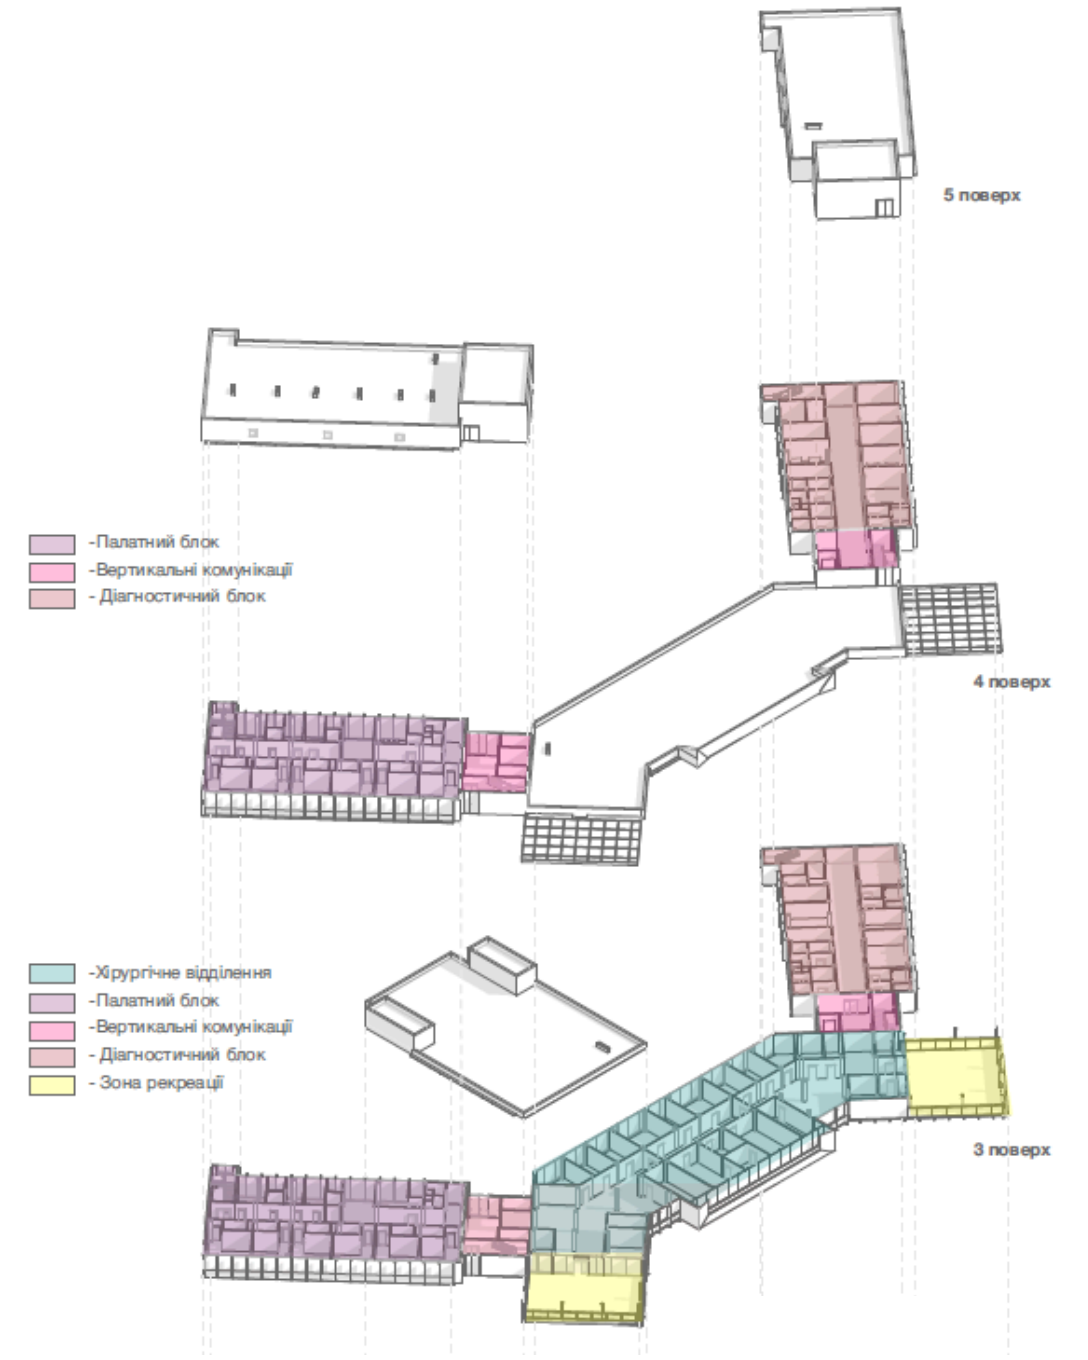 5 поверх
-Палатний блок
-Вертикальні комунікації
- Діагностичний блок
4 поверх
-Хірургічне відділення
-Палатний блок
-Вертикальні комунікації
- Діагностичний блок
- Зона рекреації
3 поверх